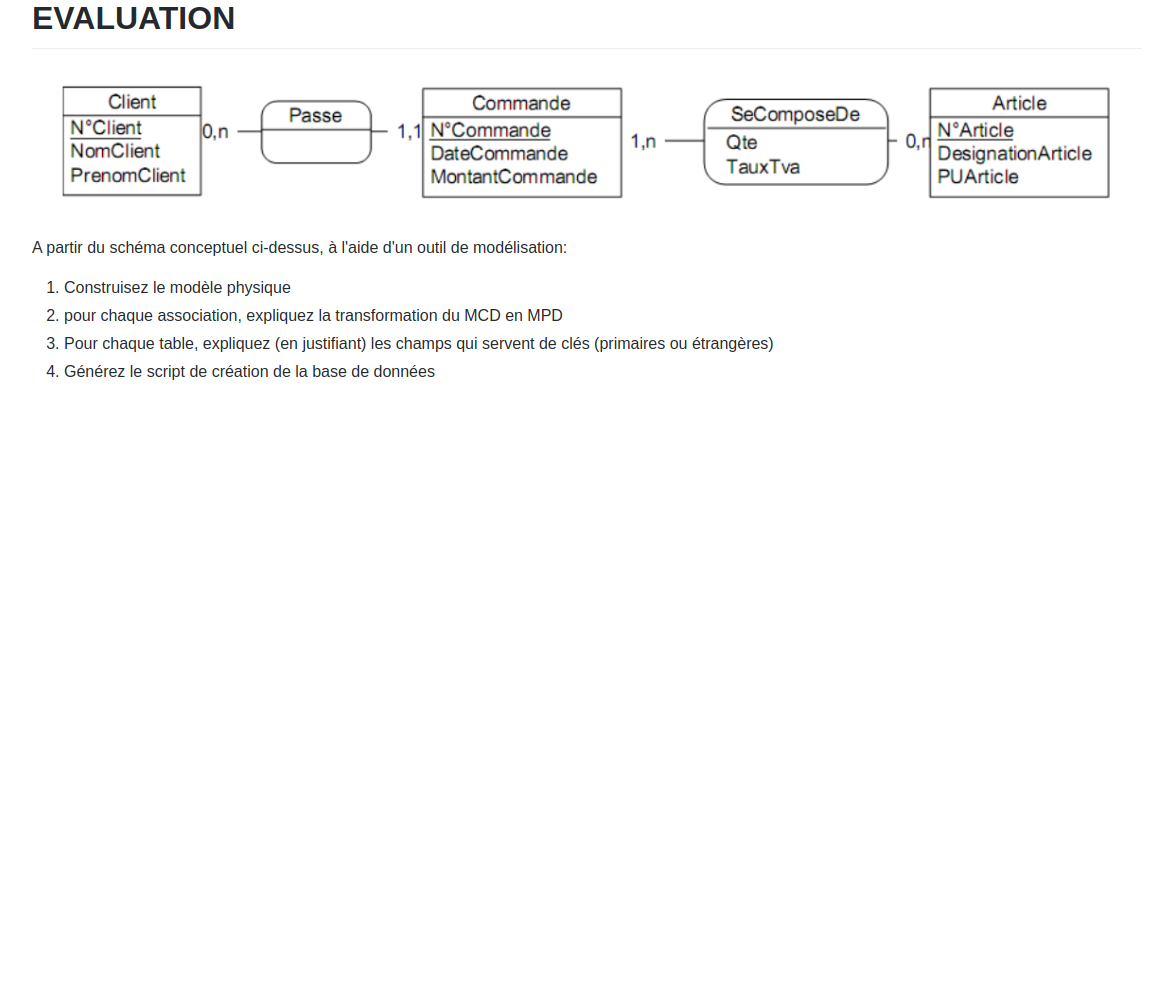 EVALUATION
Client
N°Client
NomClient
PrenomClient
0,n
Passe
1,1
Commande
N°Commande
DateCommande
MontantCommande
1,n
SeComposeDe
Qte
TauxTva
0,n
Article
N°Article
DesignationArticle
PUArticle
A partir du schéma conceptuel ci-dessus, à l'aide d'un outil de modélisation:
1. Construisez le modèle physique
2. pour chaque association, expliquez la transformation du MCD en MPD
3. Pour chaque table, expliquez (en justifiant) les champs qui servent de clés (primaires ou étrangères)
4. Générez le script de création de la base de données